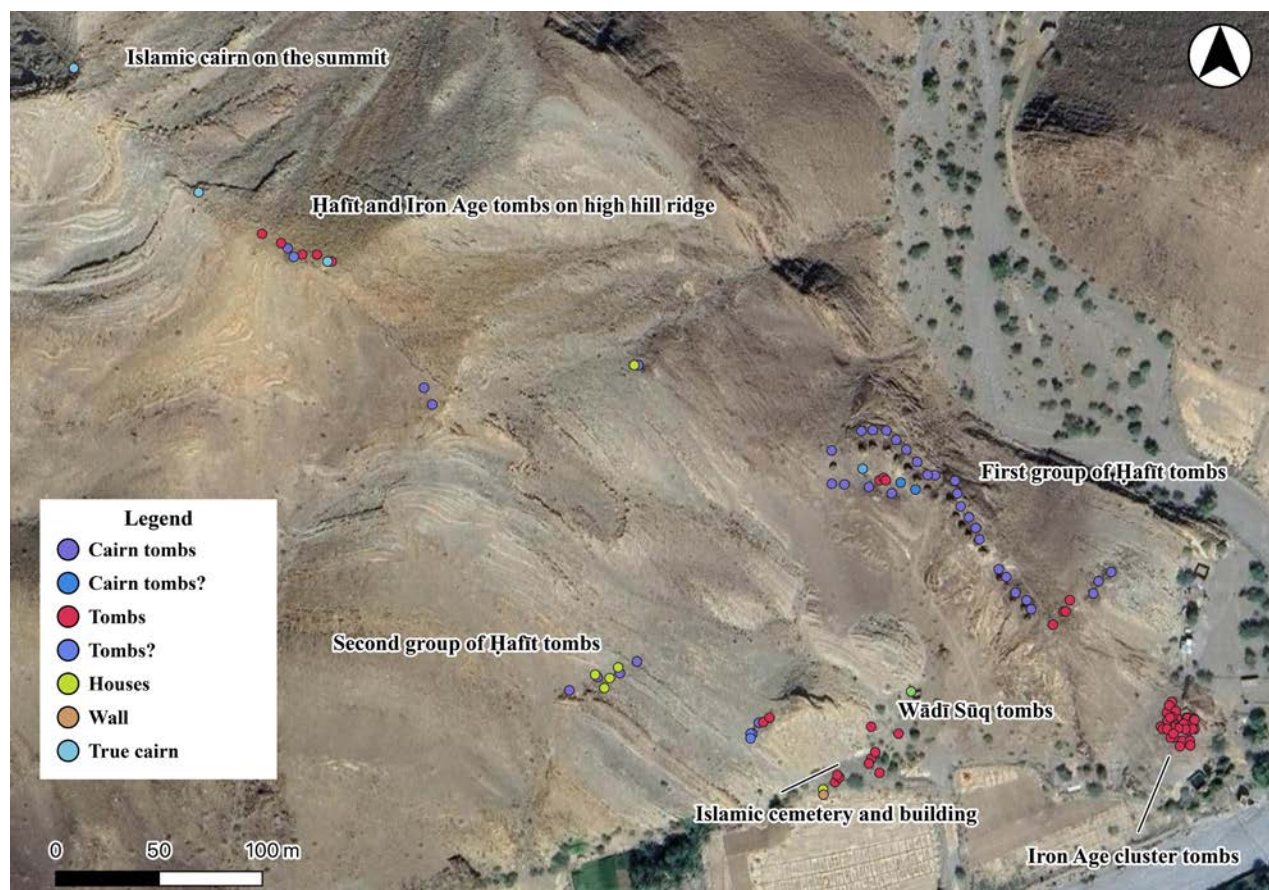 Islamic cairn on the summit
Ḥafīt and Iron Age tombs on high hill ridge
First group of Ḥafīt tombs
Legend
Cairn tombs
Cairn tombs?
Tombs
Tombs?
Houses
Wall
True cairn
Second group of Ḥafīt tombs
Wādī Sūq tombs
Islamic cemetery and building
Iron Age cluster tombs
0 50 100 m